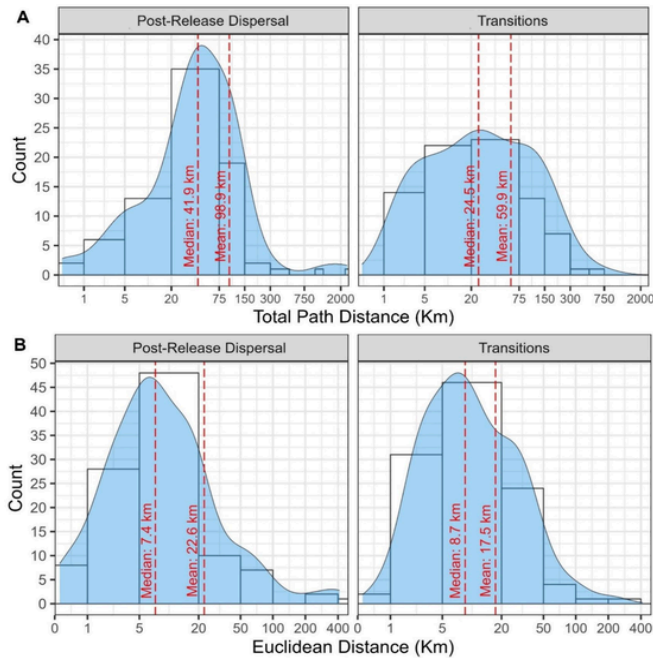 A
Post-Release Dispersal
Transitions
40
35
30
25
20
15
10
5
0
Count
Median: 41.9 km
Mean: 98.9 km
Median: 24.5 km
Mean: 59.9 km
1 5 20 75 150 300 750 2000
1 5 20 75 150 300 750 2000
Total Path Distance (Km)
B
Post-Release Dispersal
Transitions
50
45
40
35
30
25
20
15
10
5
0
Count
Median: 7.4 km
Mean: 22.6 km
Median: 8.7 km
Mean: 17.5 km
0 1 5 20 50 100 200 400
0 1 5 20 50 100 200 400
Euclidean Distance (Km)